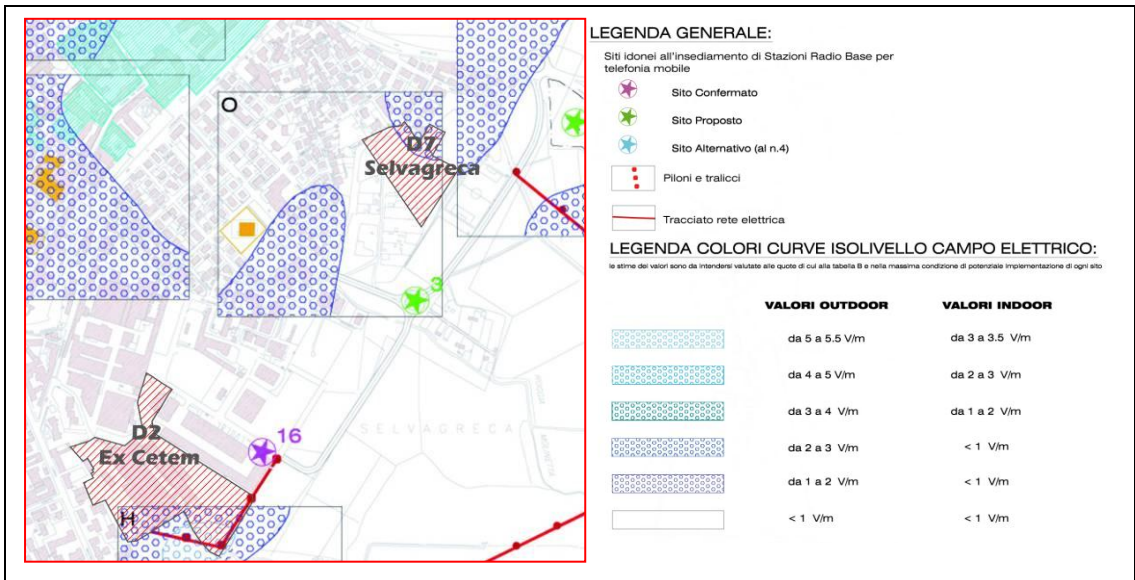 O
D7
Selvagreca
3
SELVAGRECA
D2
Ex Cetem
16
H
LEGENDA GENERALE:
Siti idonei all'insediamento di Stazioni Radio Base per
telefonia mobile
Sito Confermato
Sito Proposto
Sito Alternativo (al n.4)
Piloni e tralicci
Tracciato rete elettrica
LEGENDA COLORI CURVE ISOLIVELLO CAMPO ELETTRICO:
le stime dei valori sono da intendersi valutate alle quote di cui alla tabella B e nella massima condizione di potenziale implementazione di ogni sito
VALORI OUTDOOR VALORI INDOOR
da 5 a 5.5 V/m da 3 a 3.5 V/m
da 4 a 5 V/m da 2 a 3 V/m
da 3 a 4 V/m da 1 a 2 V/m
da 2 a 3 V/m < 1 V/m
da 1 a 2 V/m < 1 V/m
< 1 V/m < 1 V/m